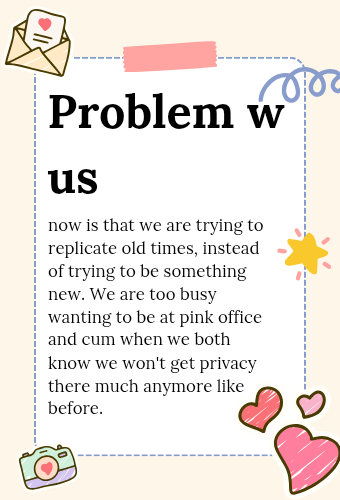 Problem w
us
now is that we are trying to
replicate old times, instead
of trying to be something
new. We are too busy
wanting to be at pink office
and cum when we both
know we won't get privacy
there much anymore like
before.